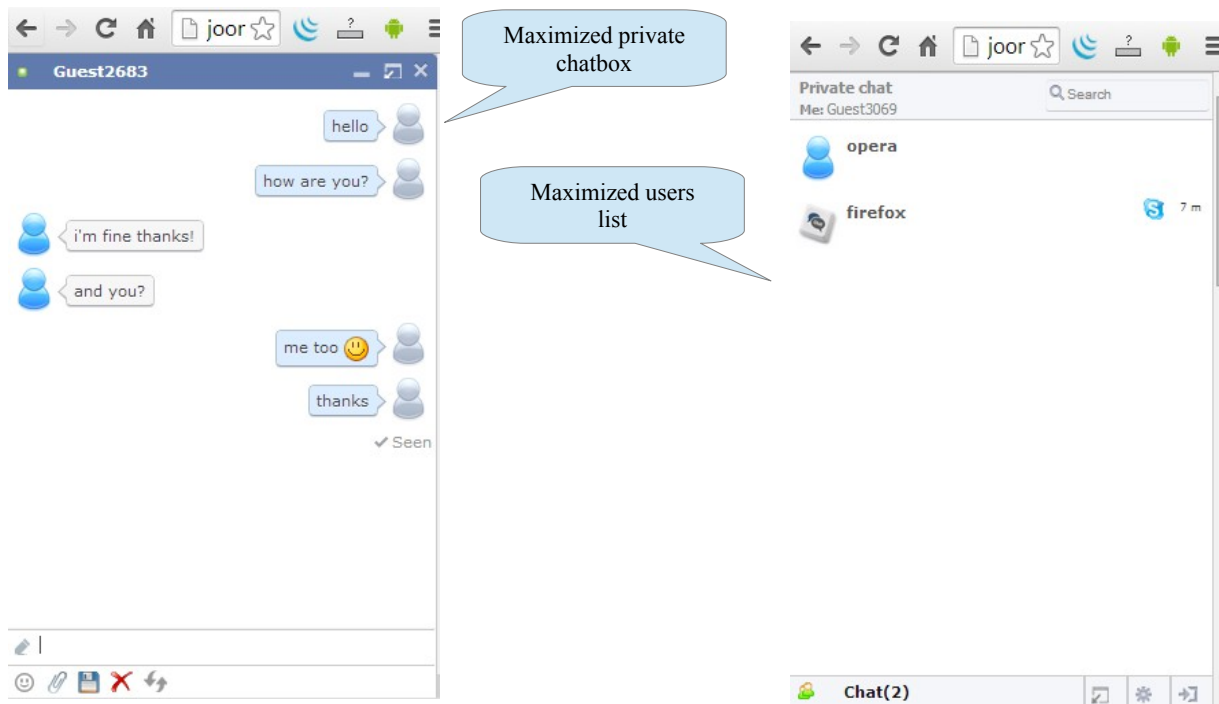 joor
Guest2683
hello
how are you?
i'm fine thanks!
and you?
me too
thanks
✔ Seen
Maximized private
chatbox
Maximized users
list
joor
Private chat
Me: Guest3069
Search
opera
firefox
7 m
Chat(2)